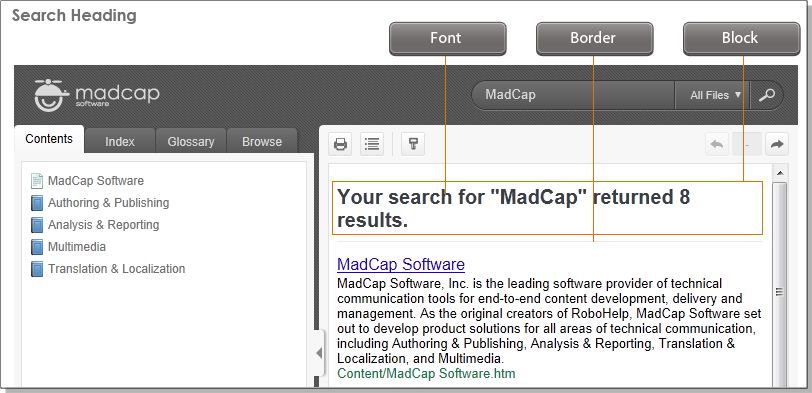 Search Heading
Font
Border
Block
madcap
software
MadCap
All Files
Contents
Index
Glossary
Browse
MadCap Software
Authoring & Publishing
Analysis & Reporting
Multimedia
Translation & Localization
Your search for "MadCap" returned 8
results.
MadCap Software
MadCap Software, Inc. is the leading software provider of technical
communication tools for end-to-end content development, delivery and
management. As the original creators of RoboHelp, MadCap Software set
out to develop product solutions for all areas of technical communication,
including Authoring & Publishing, Analysis & Reporting, Translation &
Localization, and Multimedia.
Content/MadCap Software.htm